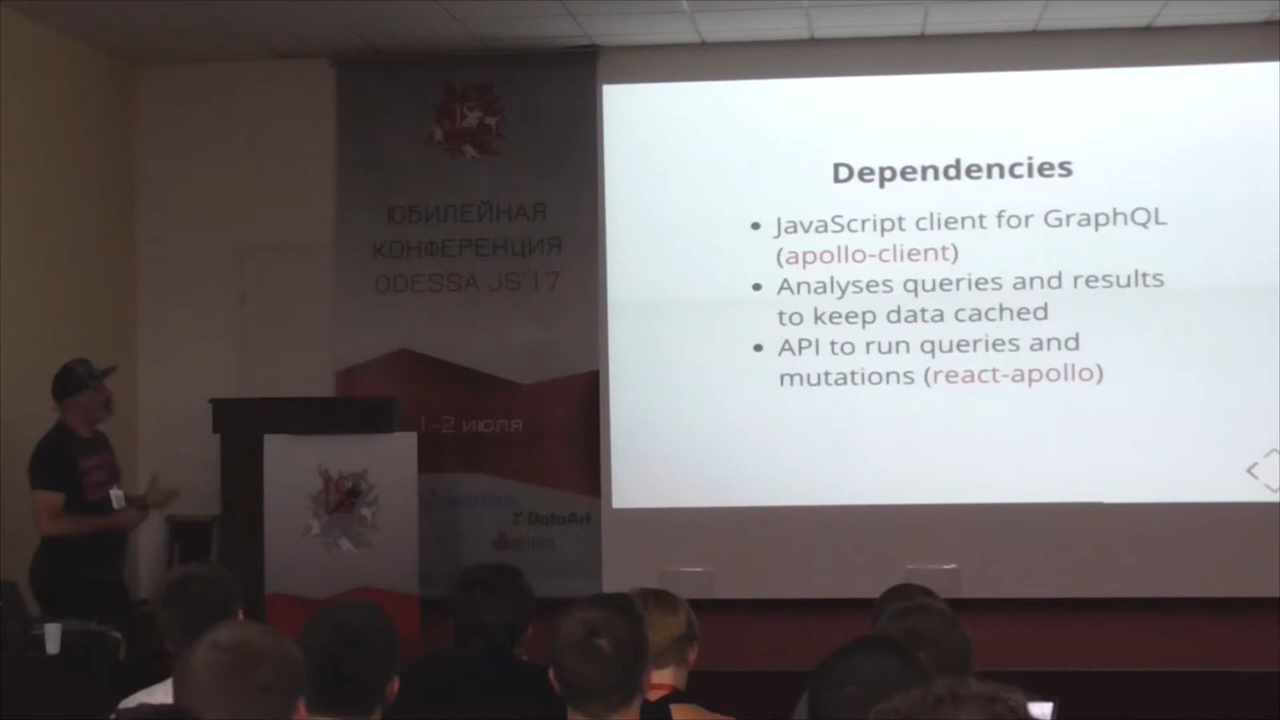 ЮБИЛЕЙНАЯ
КОНФЕРЕНЦИЯ
ODESSA JS'17
1-2 июля
DataArt
Dependencies
• JavaScript client for GraphQL
(apollo-client)
• Analyses queries and results
to keep data cached
• API to run queries and
mutations (react-apollo)